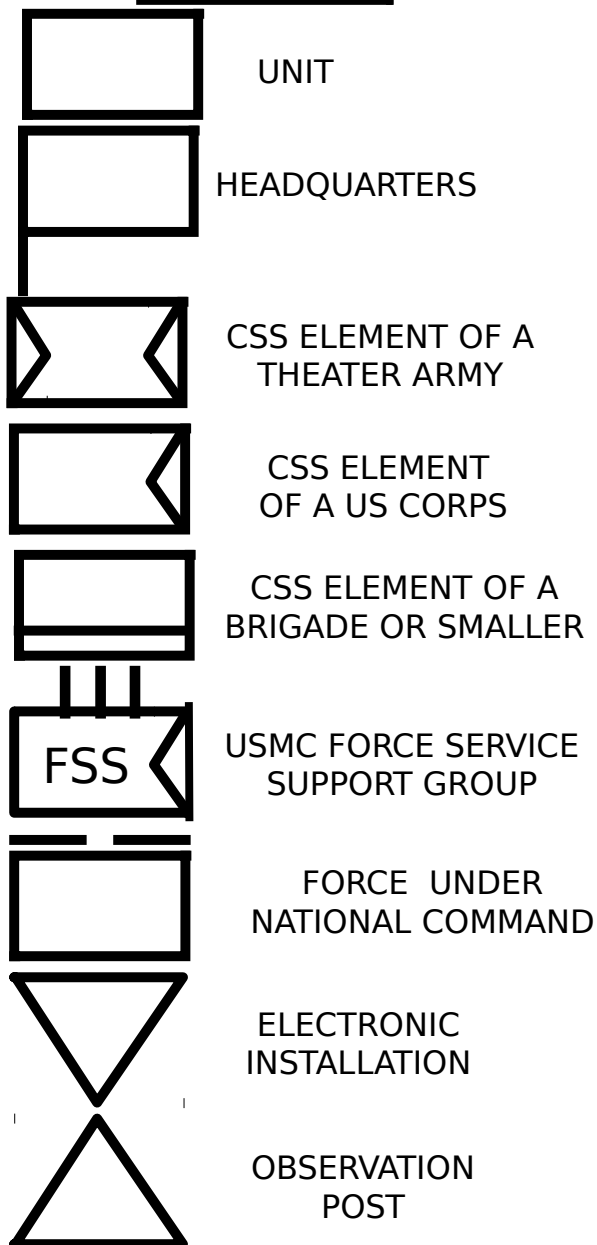 UNIT
HEADQUARTERS
CSS ELEMENT OF A
THEATER ARMY
CSS ELEMENT
OF A US CORPS
CSS ELEMENT OF A
BRIGADE OR SMALLER
FSS
USMC FORCE SERVICE
SUPPORT GROUP
FORCE UNDER
NATIONAL COMMAND
ELECTRONIC
INSTALLATION
OBSERVATION
POST